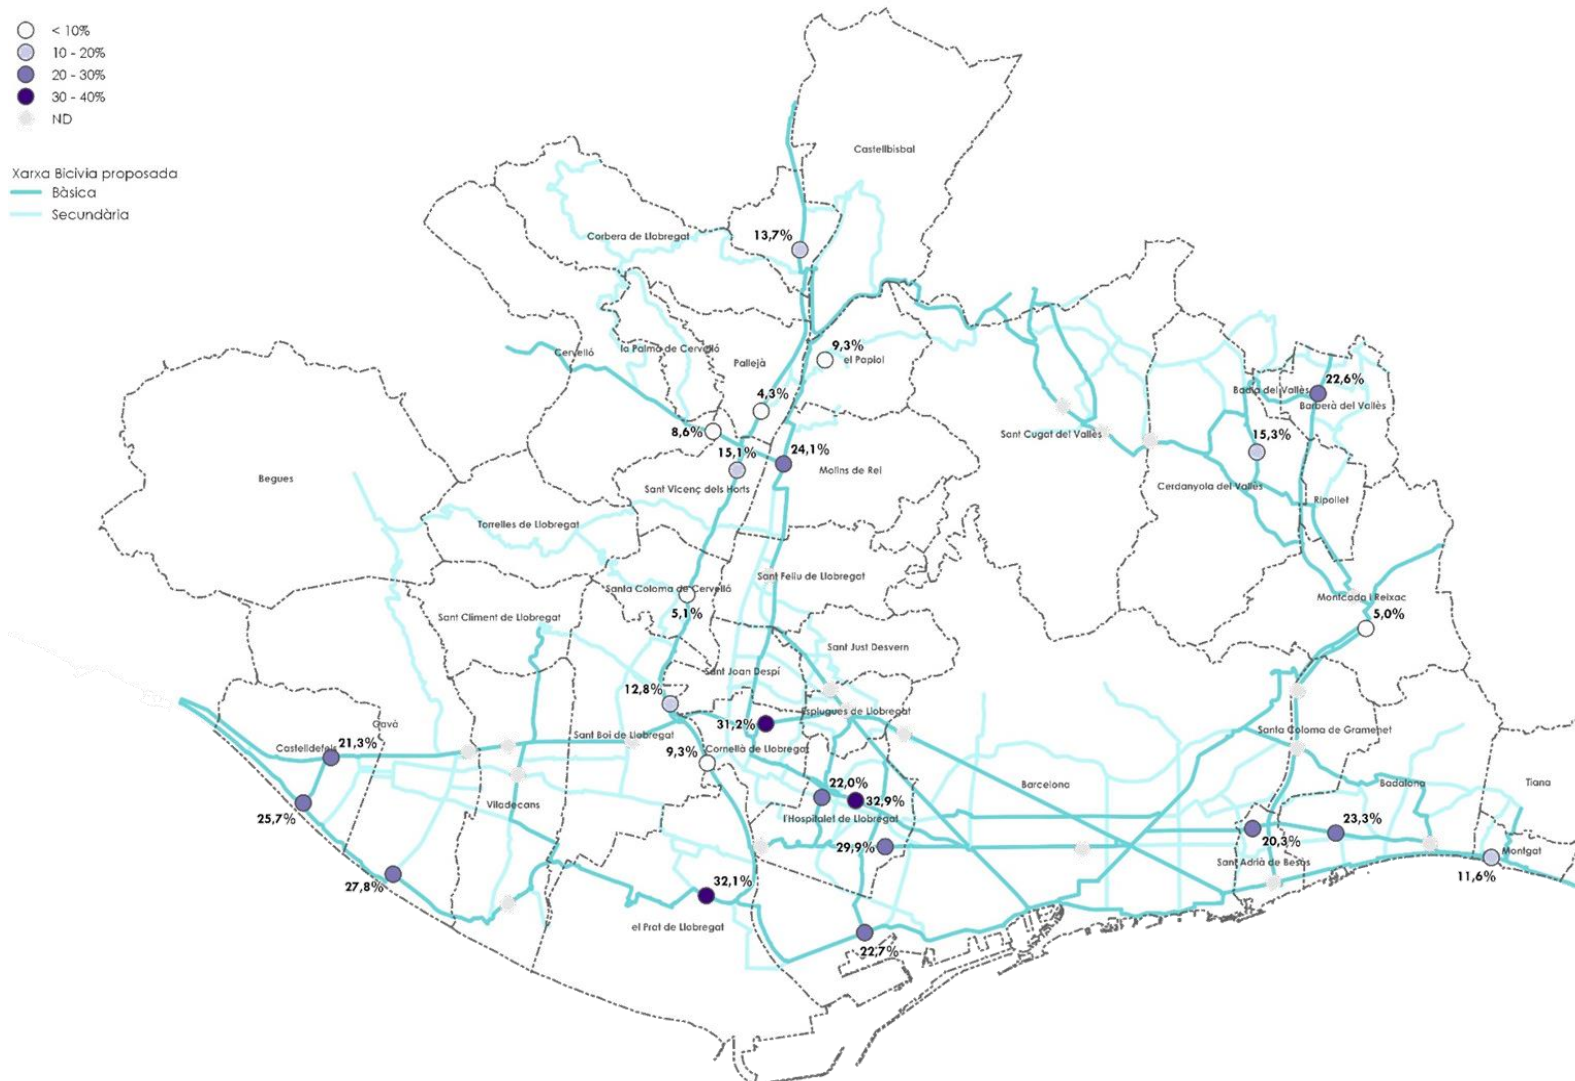 < 10%
10 - 20%
20 - 30%
30 - 40%
ND
Xarxa Bicivia proposada
Bàsica
Secundària
Castellbisbal
13,7%
Corbera de Llobregat
9,3%
el Papiol
la Palma de Cervelló
Cervelló
Pallejà
4,3%
8,6%
15,1%
24,1%
Molins de Rei
Sant Vicenç dels Horts
22,6%
Badia del Vallès
Barberà del Vallès
Sant Cugat del Vallès
15,3%
Cerdanyola del Vallès
Ripollet
Begues
Torrelles de Llobregat
Sant Feliu de Llobregat
Santa Coloma de Cervelló
5,1%
Montcada i Reixac
5,0%
Sant Climent de Llobregat
Sant Just Desvern
Sant Joan Despí
12,8%
31,2%
Esplugues de Llobregat
Gavà
Castelldefels
21,3%
Sant Boi de Llobregat
9,3%
Cornellà de Llobregat
Santa Coloma de Gramenet
25,7%
Viladecans
22,0%
32,9%
l'Hospitalet de Llobregat
Barcelona
Badalona
Tiana
29,9%
20,3%
23,3%
Sant Adrià de Besòs
Montgat
11,6%
27,8%
32,1%
el Prat de Llobregat
22,7%